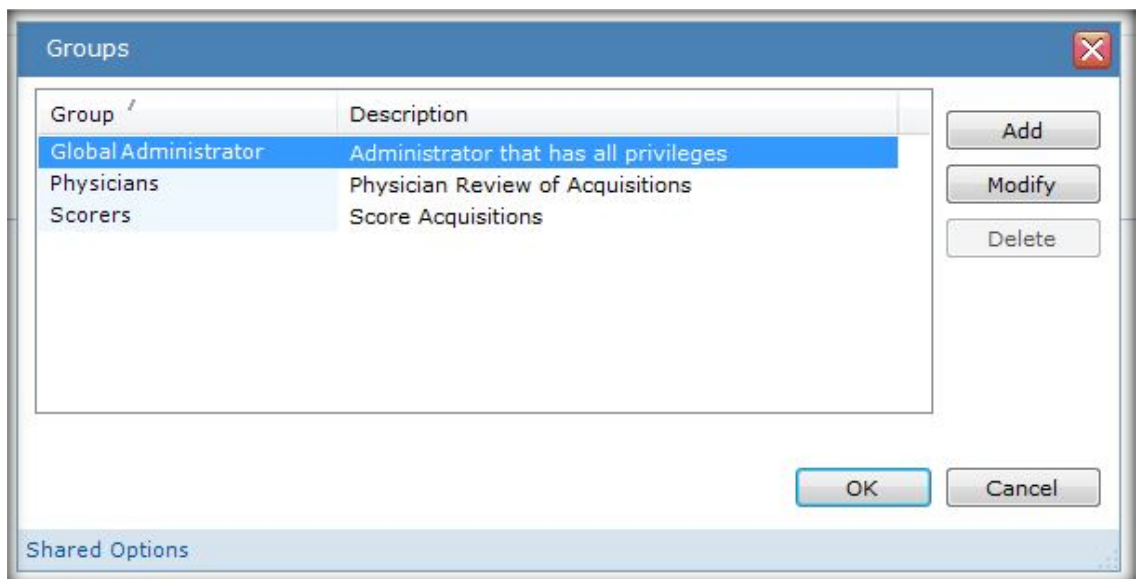 Groups
Group Description
Global Administrator Administrator that has all privileges
Physicians Physician Review of Acquisitions
Scorers Score Acquisitions
Add
Modify
Delete
OK Cancel
Shared Options